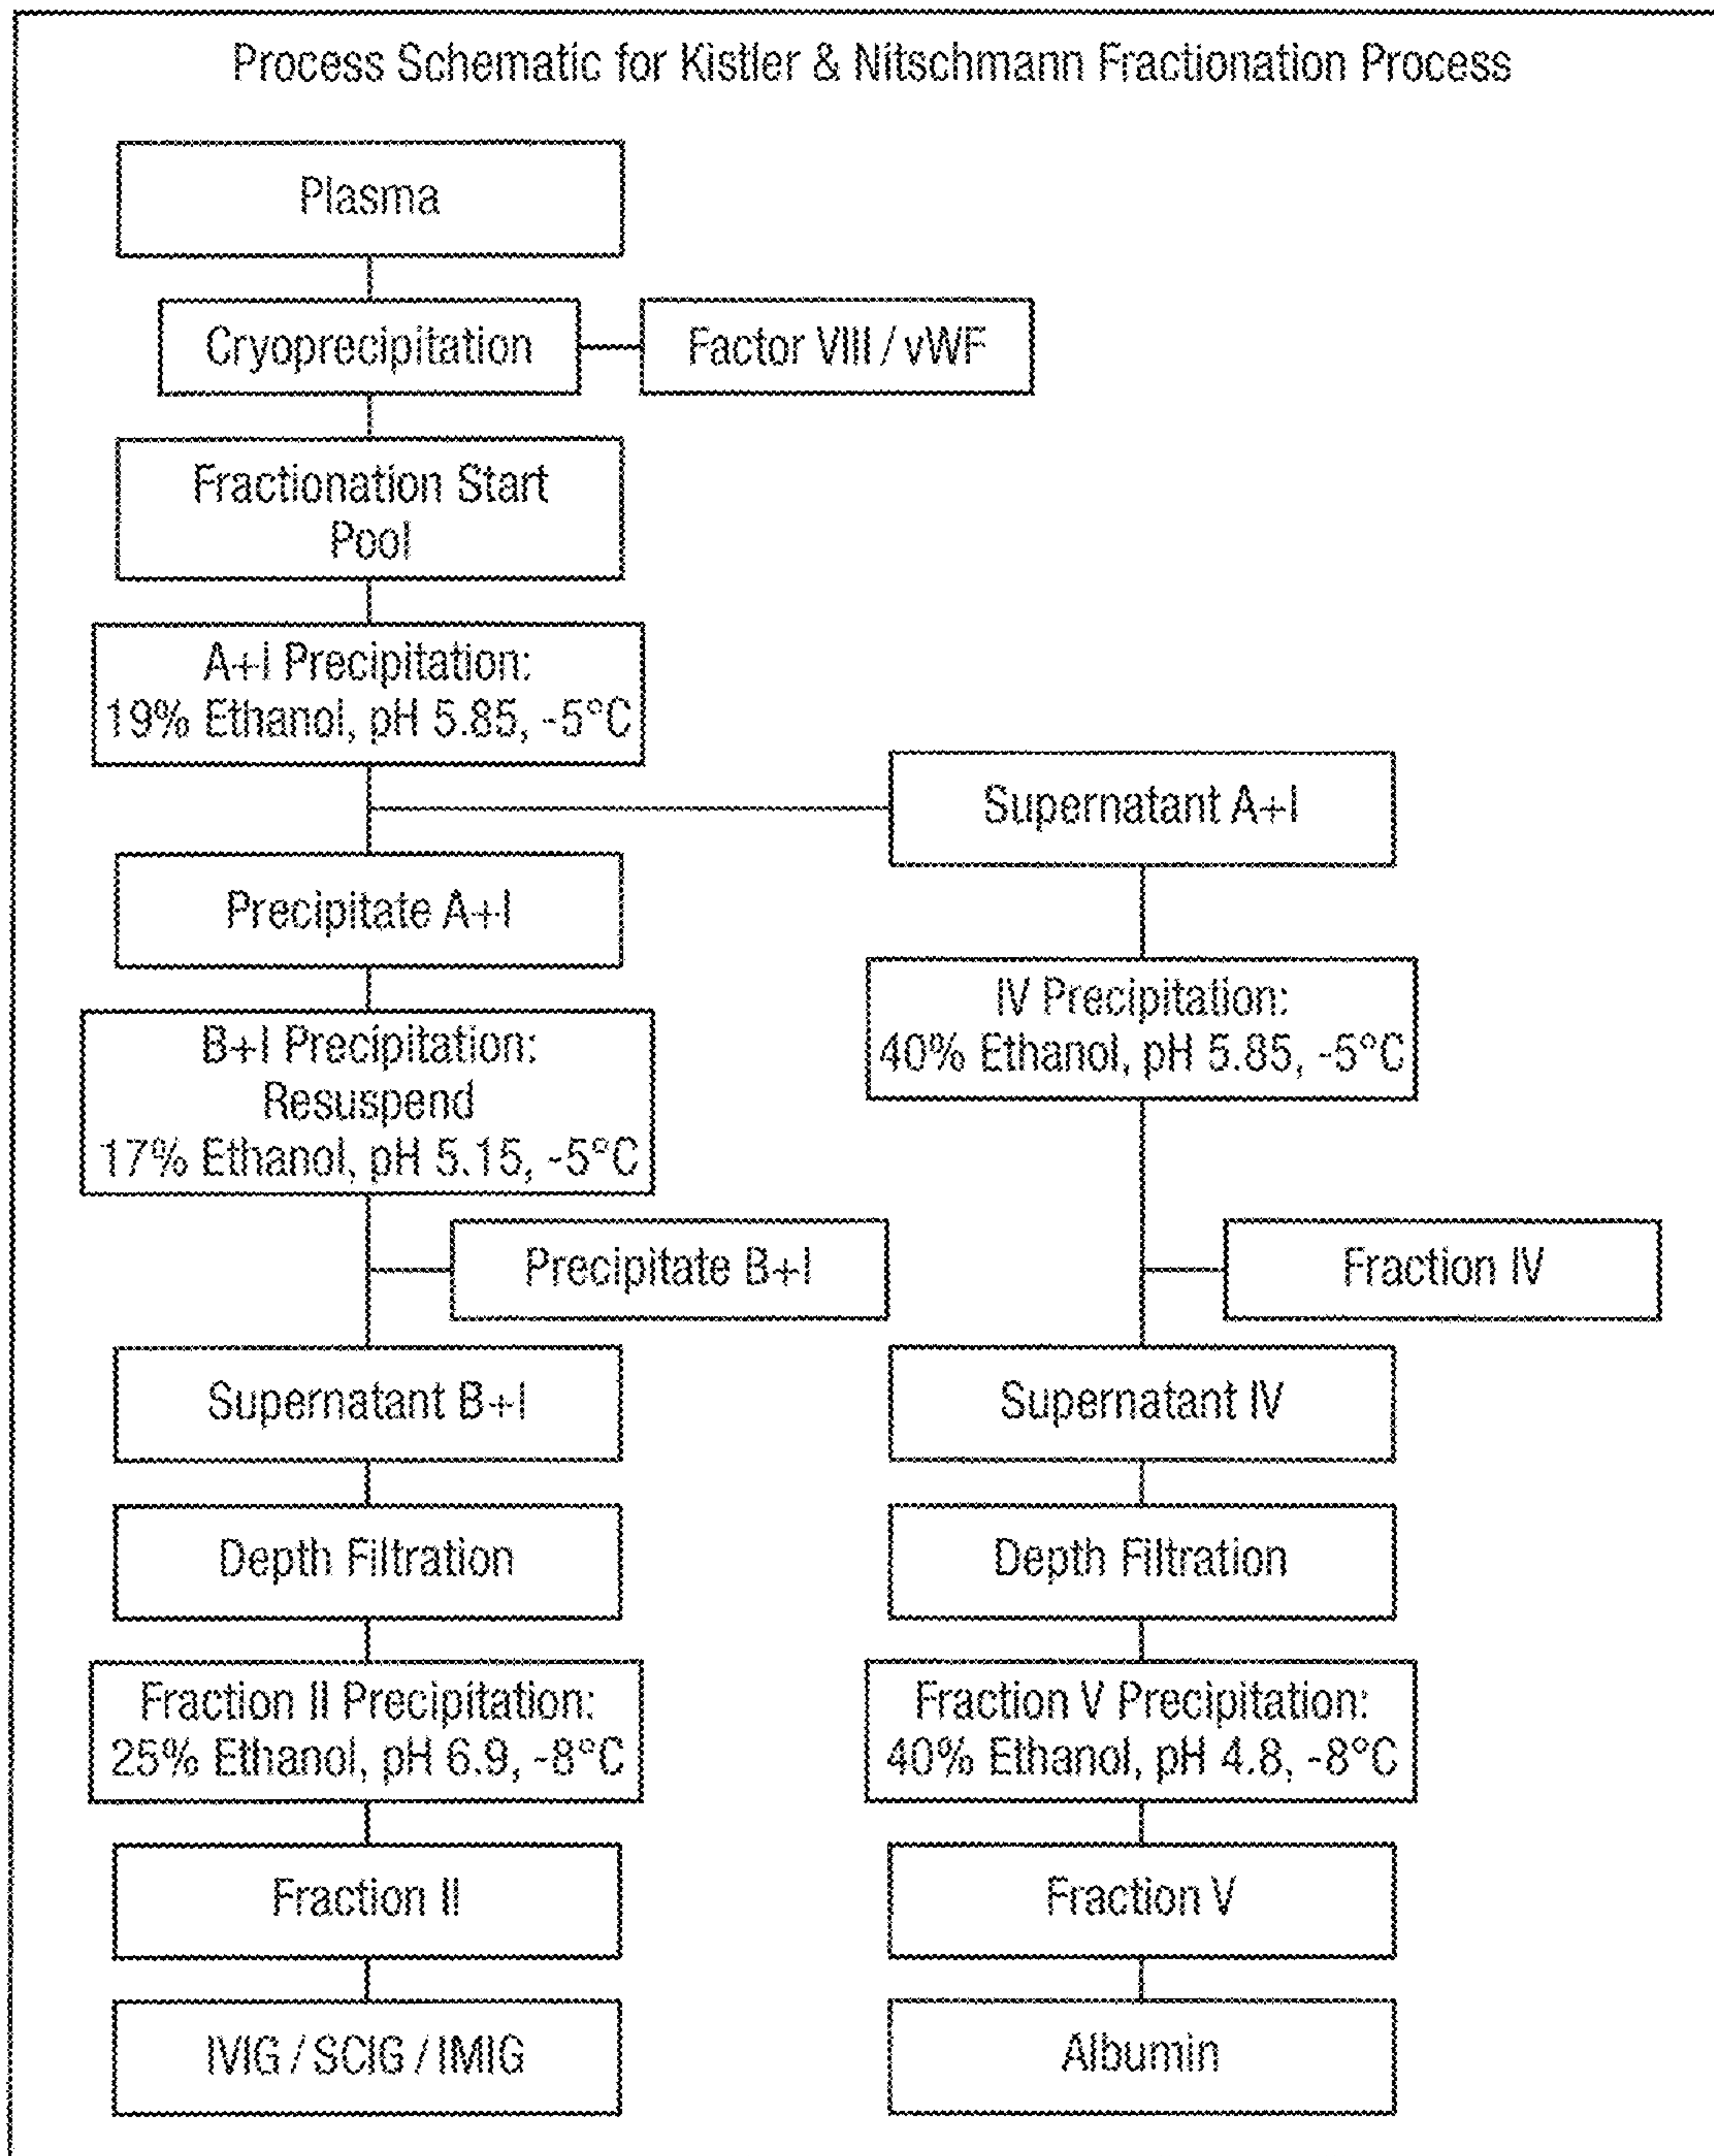 Process Schematic for Kistler & Nitschmann Fractionation Process
Plasma
Cryoprecipitation
Factor VIII / vWF
Fractionation Start
Pool
A+I Precipitation:
19% Ethanol, pH 5.85, -5°C
Supernatant A+I
Precipitate A+I
IV Precipitation:
40% Ethanol, pH 5.85, -5°C
B+I Precipitation:
Resuspend
17% Ethanol, pH 5.15, -5°C
Precipitate B+I
Fraction IV
Supernatant B+I
Supernatant IV
Depth Filtration
Depth Filtration
Fraction II Precipitation:
25% Ethanol, pH 6.9, -8°C
Fraction V Precipitation:
40% Ethanol, pH 4.8, -8°C
Fraction II
Fraction V
IVIG / SCIG / IMIG
Albumin